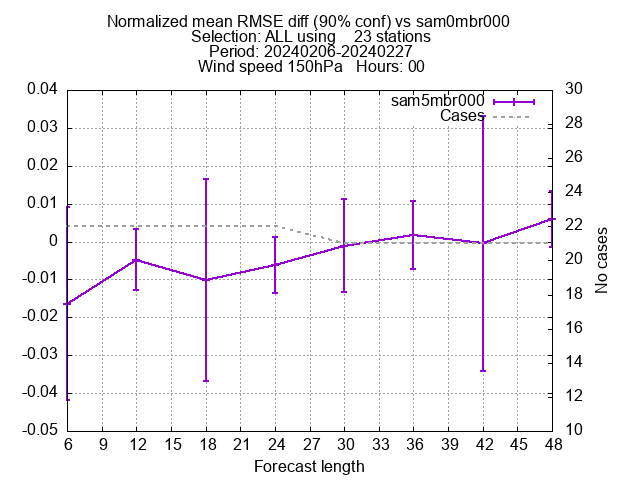 Normalized mean RMSE diff (90% conf) vs sam0mbr000
Selection: ALL using    23 stations
Period: 20240206-20240227
Wind speed 150hPa   Hours: 00
sam5mbr000
Cases
0.04
0.03
0.02
0.01
0
-0.01
-0.02
-0.03
-0.04
-0.05
30
28
26
24
22
20
18
16
14
12
10
No cases
6 9 12 15 18 21 24 27 30 33 36 39 42 45 48
Forecast length